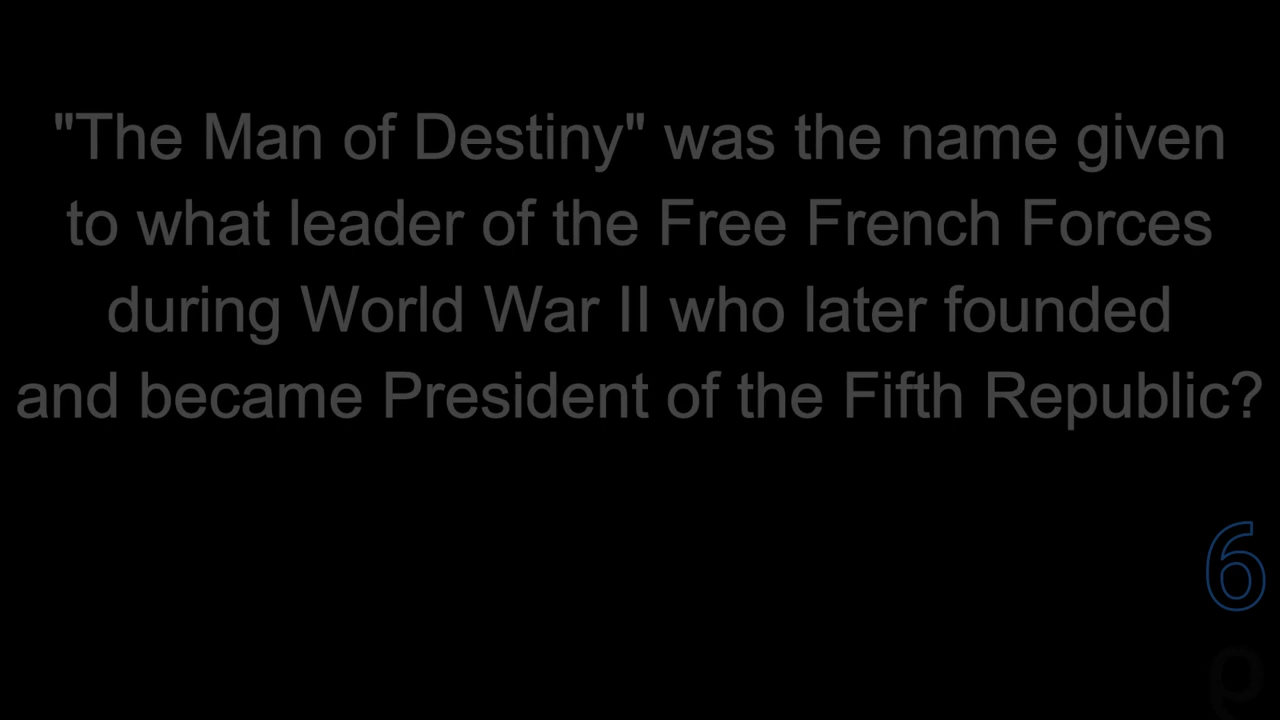 "The Man of Destiny" was the name given
to what leader of the Free French Forces
during World War II who later founded
and became President of the Fifth Republic?
6